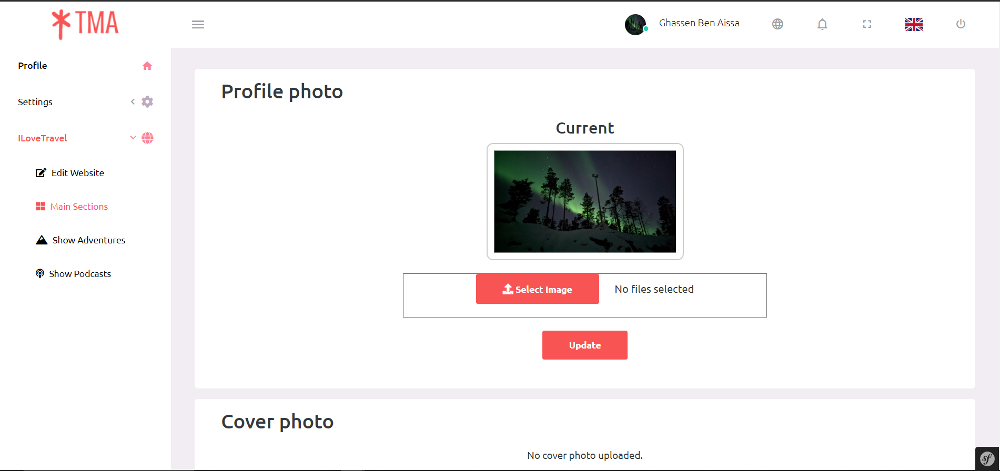 TMA
Ghassen Ben Aissa
Profile
Settings
ILoveTravel
Edit Website
Main Sections
Show Adventures
Show Podcasts
Profile photo
Current
Select Image No files selected
Update
Cover photo
No cover photo uploaded.
sf